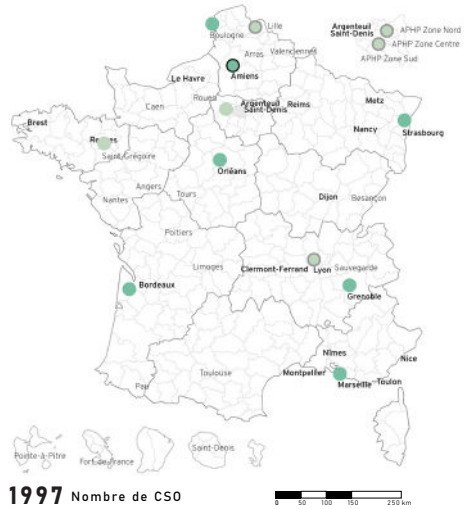 Lille
Boulogne
Argenteuil
Saint-Denis
APHP Zone Nord
APHP Zone Centre
APHP Zone Sud
Arras
Valenciennes
Amiens
Le Havre
Rouen
Caen
Argenteuil
Saint-Denis
Reims
Metz
Nancy
Strasbourg
Brest
Rennes
Saint-Grégoire
Orléans
Angers
Tours
Nantes
Dijon
Besançon
Poitiers
Limoges
Clermont-Ferrand
Lyon
Sauvegarde
Bordeaux
Grenoble
Nîmes
Nice
Montpellier
Marseille
Toulon
Toulouse
Pau
Pointe-à-Pitre
Fort-de-France
Saint-Denis
1997 Nombre de CSO
0 50 100 150 250 km